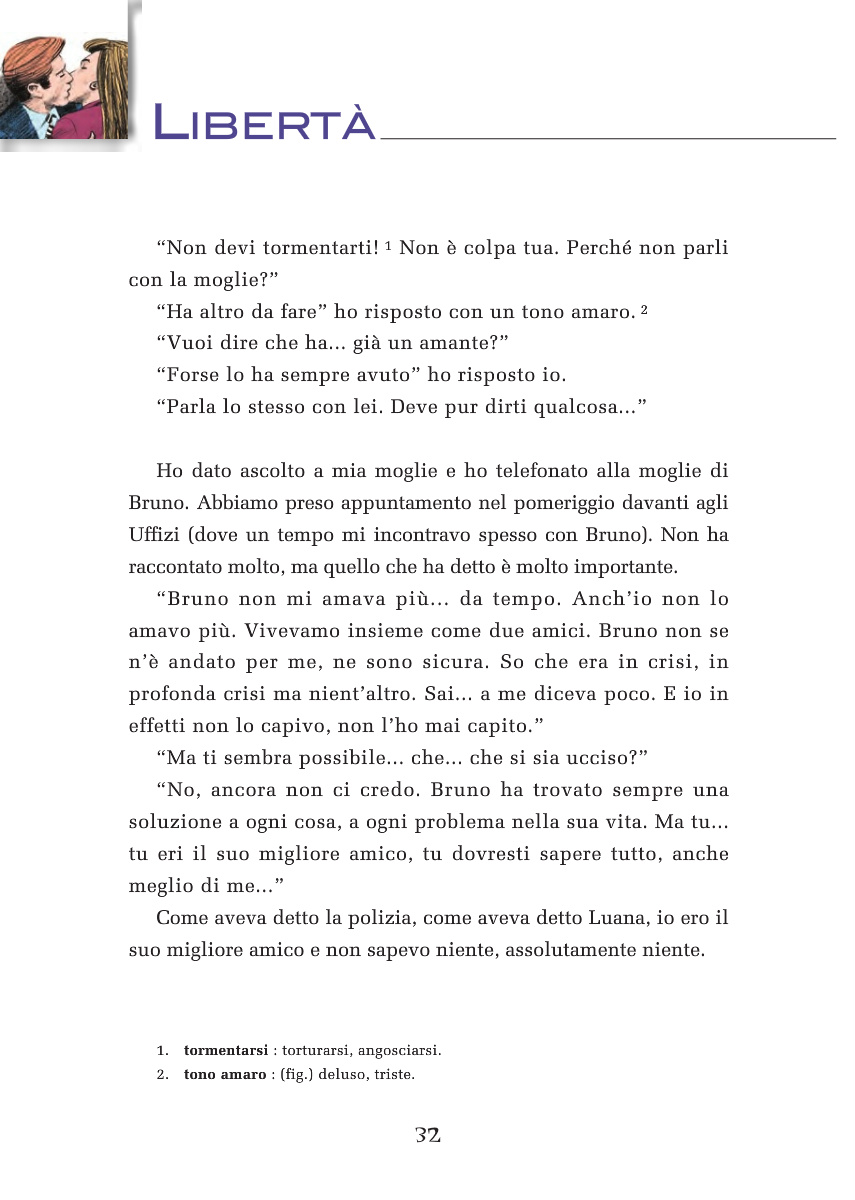 LIBERTÀ
“Non devi tormentarti! 1 Non è colpa tua. Perché non parli
con la moglie?”
“Ha altro da fare” ho risposto con un tono amaro. 2
“Vuoi dire che ha... già un amante?”
“Forse lo ha sempre avuto” ho risposto io.
“Parla lo stesso con lei. Deve pur dirti qualcosa...”
Ho dato ascolto a mia moglie e ho telefonato alla moglie di
Bruno. Abbiamo preso appuntamento nel pomeriggio davanti agli
Uffizi (dove un tempo mi incontravo spesso con Bruno). Non ha
raccontato molto, ma quello che ha detto è molto importante.
“Bruno non mi amava più... da tempo. Anch’io non lo
amavo più. Vivevamo insieme come due amici. Bruno non se
n’è andato per me, ne sono sicura. So che era in crisi, in
profonda crisi ma nient’altro. Sai... a me diceva poco. E io in
effetti non lo capivo, non l’ho mai capito.”
“Ma ti sembra possibile... che... che si sia ucciso?”
“No, ancora non ci credo. Bruno ha trovato sempre una
soluzione a ogni cosa, a ogni problema nella sua vita. Ma tu...
tu eri il suo migliore amico, tu dovresti sapere tutto, anche
meglio di me...”
Come aveva detto la polizia, come aveva detto Luana, io ero il
suo migliore amico e non sapevo niente, assolutamente niente.
1. tormentarsi : torturarsi, angosciarsi.
2. tono amaro : (fig.) deluso, triste.
32